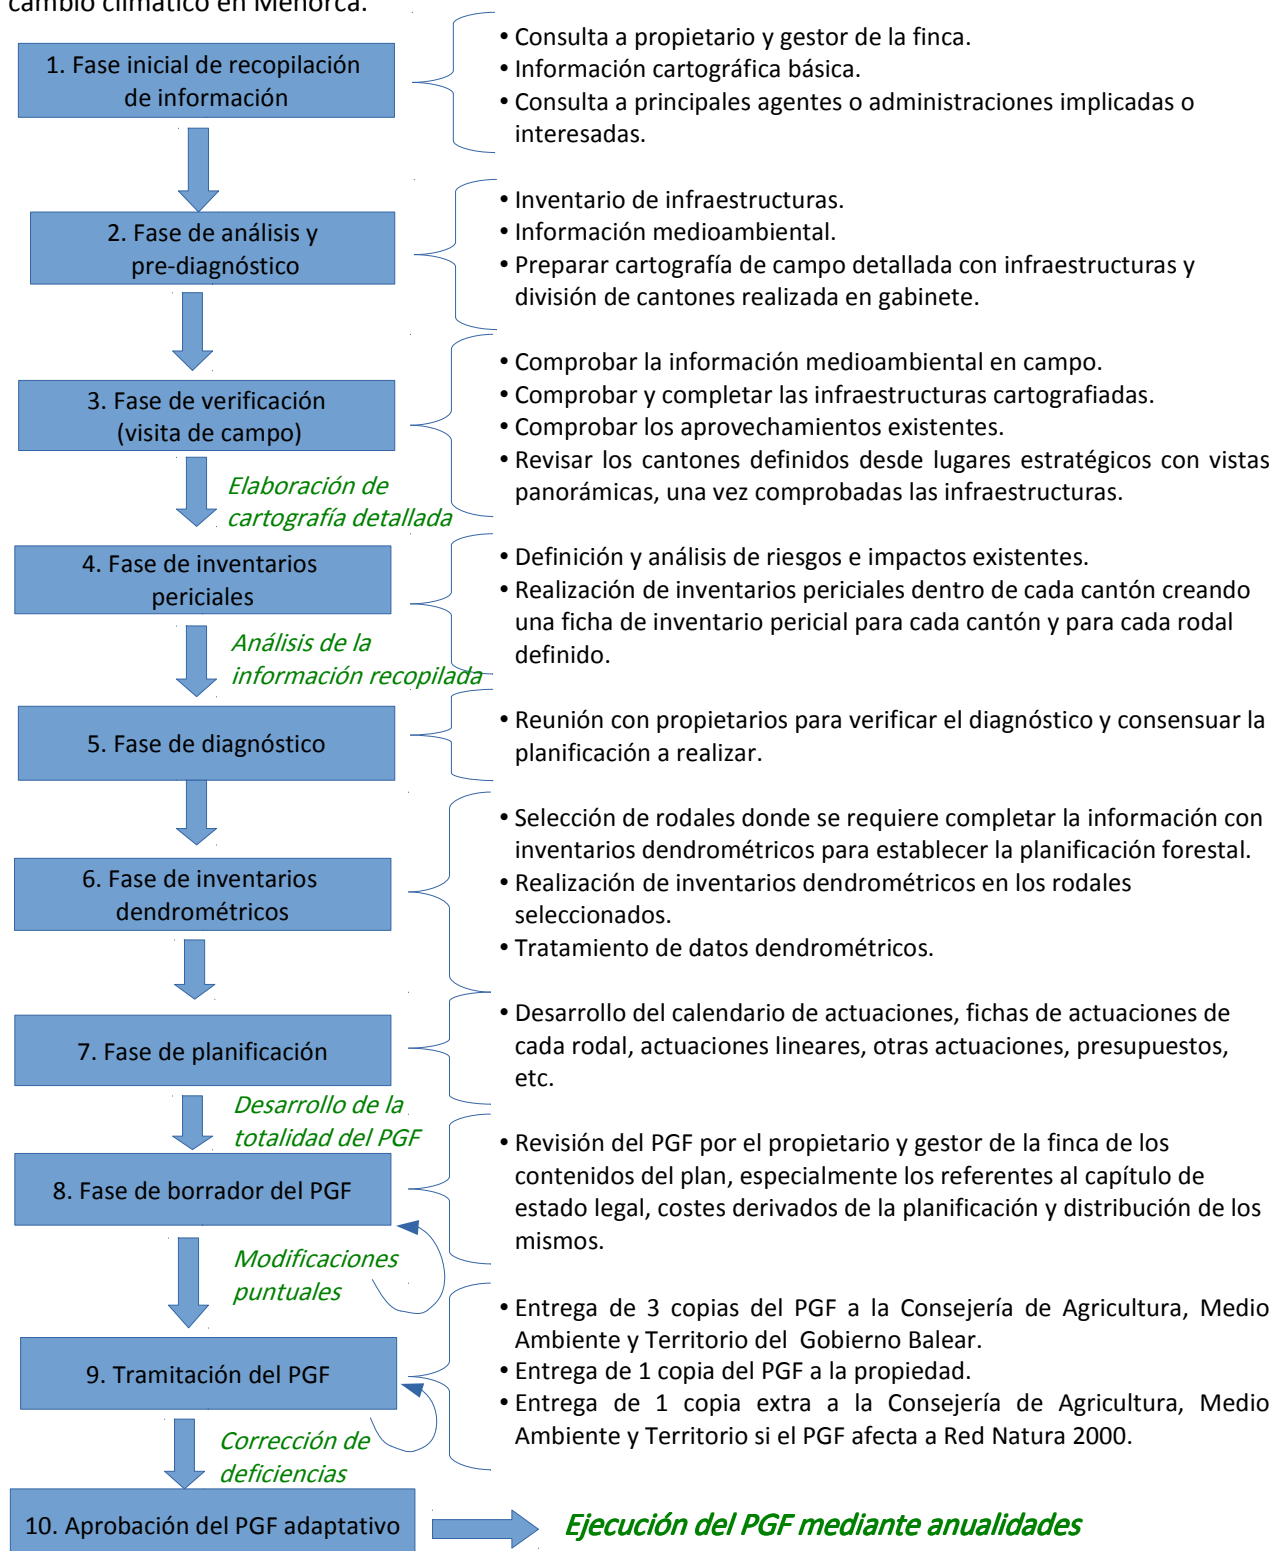 cambio climático en Menorca.
1. Fase inicial de recopilación
de información
• Consulta a propietario y gestor de la finca.
• Información cartográfica básica.
• Consulta a principales agentes o administraciones implicadas o
interesadas.
2. Fase de análisis y
pre-diagnóstico
• Inventario de infraestructuras.
• Información medioambiental.
• Preparar cartografía de campo detallada con infraestructuras y
división de cantones realizada en gabinete.
3. Fase de verificación
(visita de campo)
• Comprobar la información medioambiental en campo.
• Comprobar y completar las infraestructuras cartografiadas.
• Comprobar los aprovechamientos existentes.
• Revisar los cantones definidos desde lugares estratégicos con vistas
panorámicas, una vez comprobadas las infraestructuras.
Elaboración de
cartografía detallada
4. Fase de inventarios
periciales
• Definición y análisis de riesgos e impactos existentes.
• Realización de inventarios periciales dentro de cada cantón creando
una ficha de inventario pericial para cada cantón y para cada rodal
definido.
Análisis de la
información recopilada
5. Fase de diagnóstico
• Reunión con propietarios para verificar el diagnóstico y consensuar la
planificación a realizar.
6. Fase de inventarios
dendrométricos
• Selección de rodales donde se requiere completar la información con
inventarios dendrométricos para establecer la planificación forestal.
• Realización de inventarios dendrométricos en los rodales
seleccionados.
• Tratamiento de datos dendrométricos.
7. Fase de planificación
• Desarrollo del calendario de actuaciones, fichas de actuaciones de
cada rodal, actuaciones lineares, otras actuaciones, presupuestos,
etc.
Desarrollo de la
totalidad del PGF
8. Fase de borrador del PGF
• Revisión del PGF por el propietario y gestor de la finca de los
contenidos del plan, especialmente los referentes al capítulo de
estado legal, costes derivados de la planificación y distribución de los
mismos.
Modificaciones
puntuales
9. Tramitación del PGF
• Entrega de 3 copias del PGF a la Consejería de Agricultura, Medio
Ambiente y Territorio del Gobierno Balear.
• Entrega de 1 copia del PGF a la propiedad.
• Entrega de 1 copia extra a la Consejería de Agricultura, Medio
Ambiente y Territorio si el PGF afecta a Red Natura 2000.
Corrección de
deficiencias
10. Aprobación del PGF adaptativo
Ejecución del PGF mediante anualidades